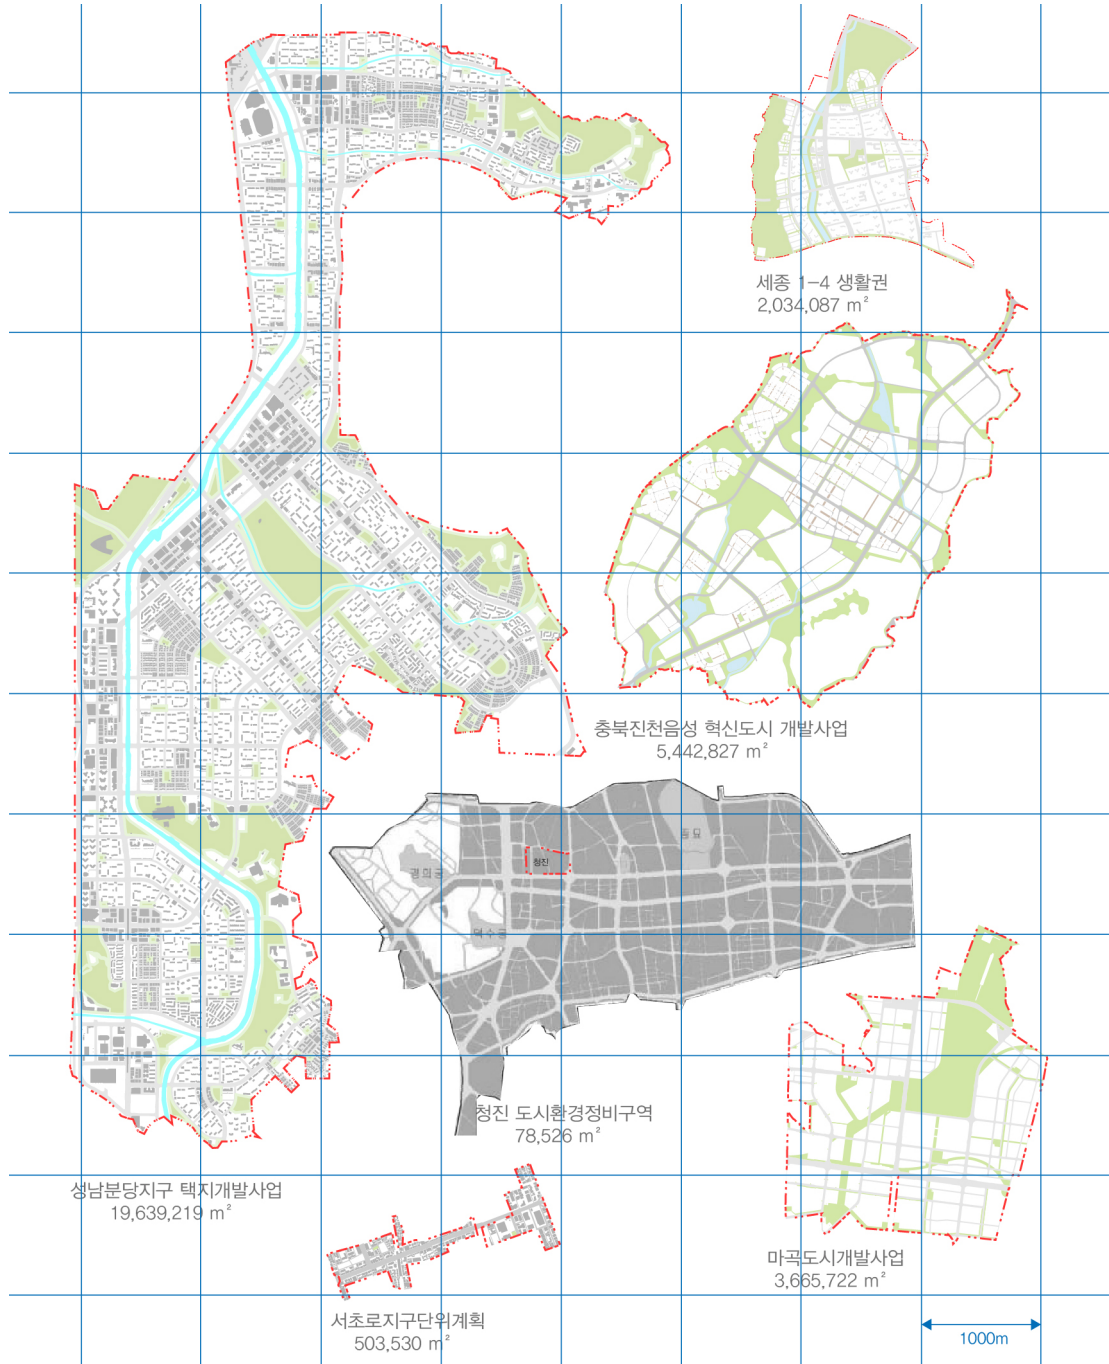 세종 1-4 생활권
2,034,087 m²
충북진천음성 혁신도시 개발사업
5,442,827 m²
종묘
청진
경희궁
덕수궁
청진 도시환경정비구역
78,526 m²
성남분당지구 택지개발사업
19,639,219 m²
마곡도시개발사업
3,665,722 m²
서초로지구단위계획
503,530 m²
1000m